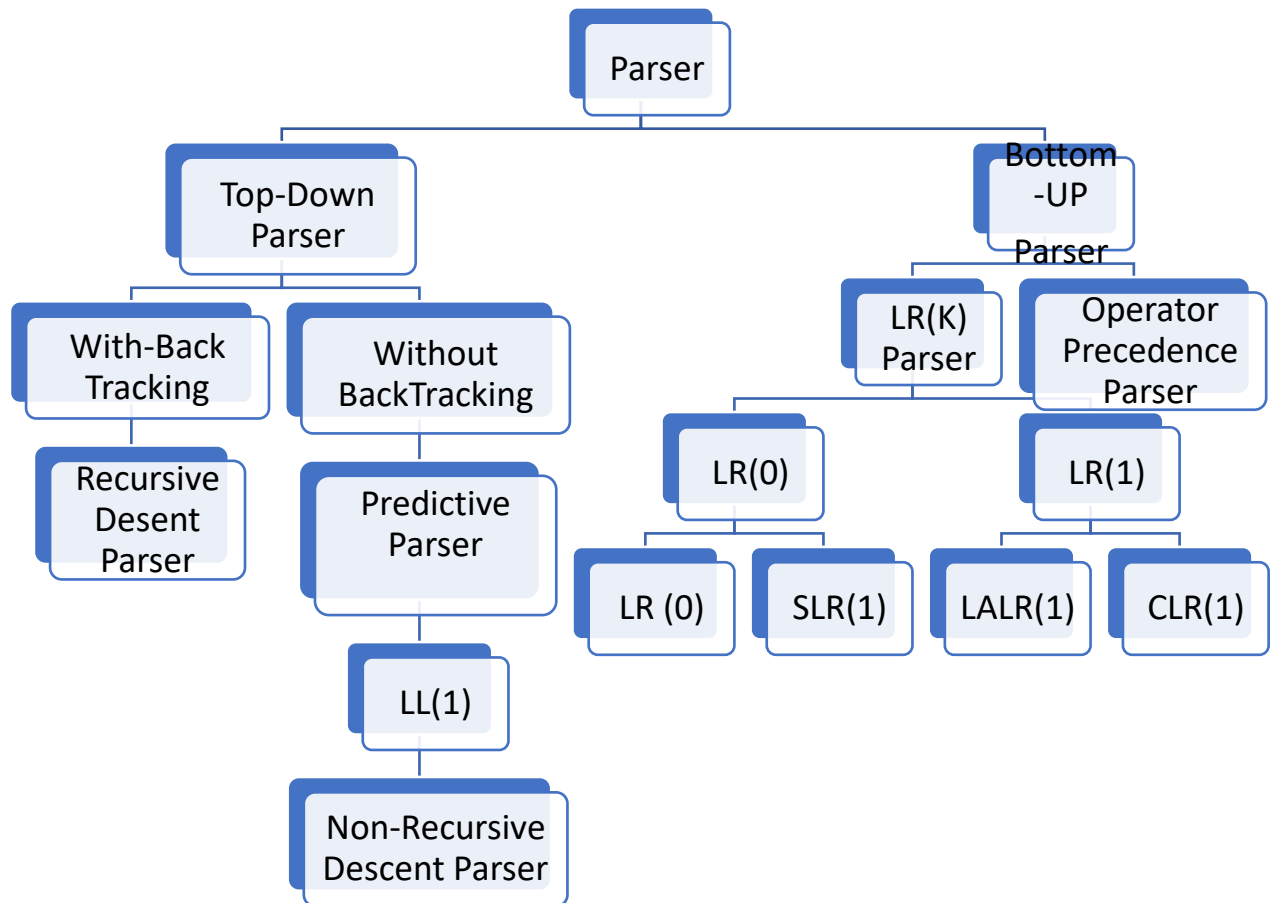 Parser
Top-Down
Parser
Bottom
-UP
Parser
With-Back
Tracking
Without
BackTracking
LR(K)
Parser
Operator
Precedence
Parser
Recursive
Desent
Parser
Predictive
Parser
LR(0)
LR(1)
LR (0)
SLR(1)
LALR(1)
CLR(1)
LL(1)
Non-Recursive
Descent Parser